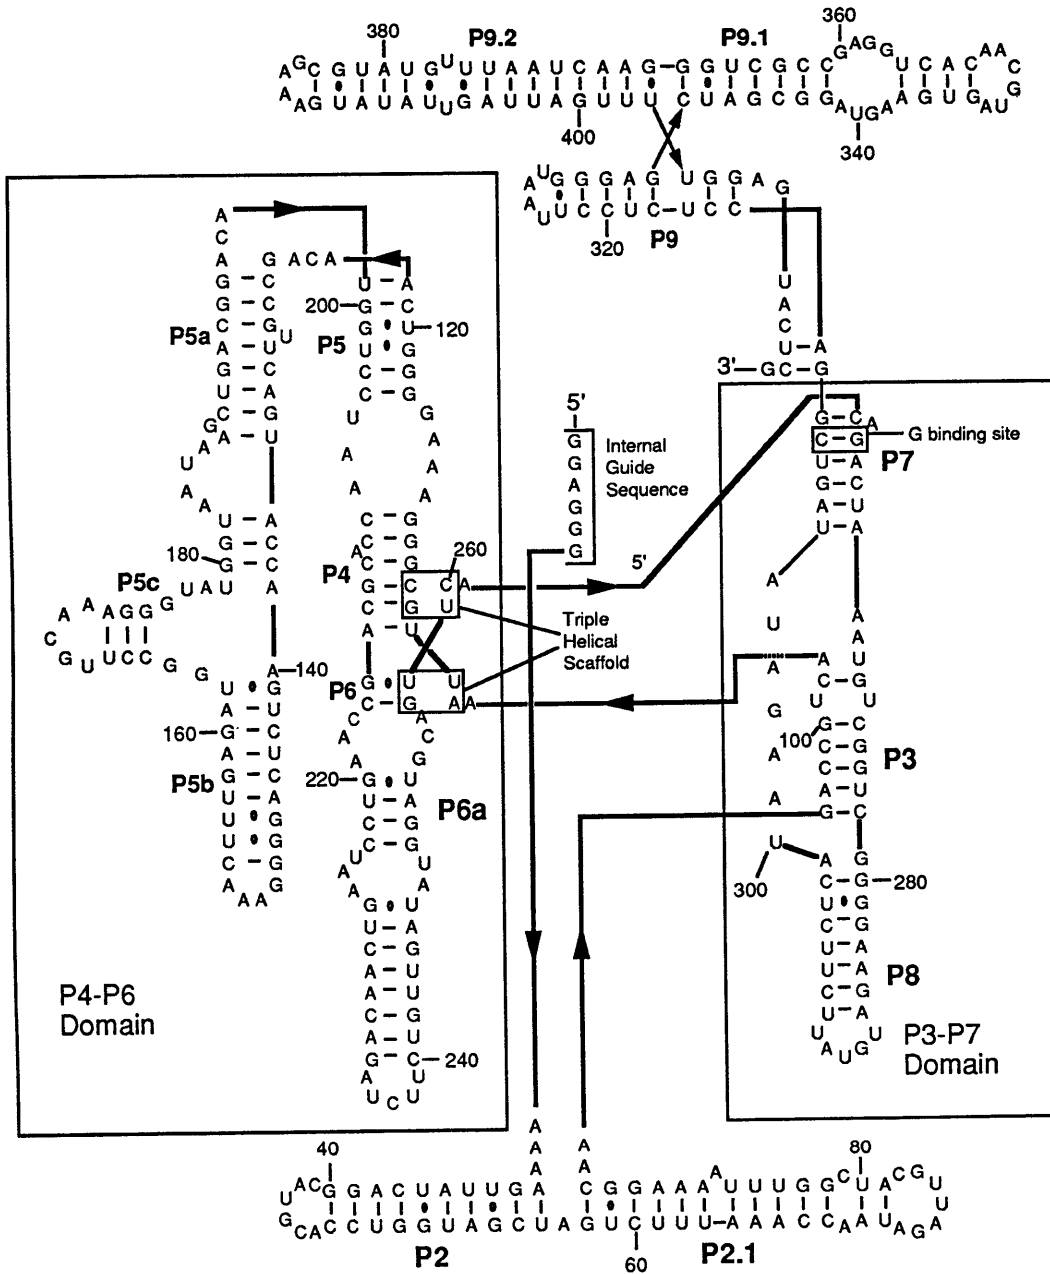 380 P9.2 P9.1 360
A G C G U A U G U U U A A U C A A G G G U C G C C G A G G U C A C A A C G
A A G U A U A U U G A U U A G U U U U C U A G C G G A U G A A G U G A U
400 340
A U G G G A G U G G A G
A U U C C U C U C C
320 P9
U A C U C
A G
3' G
P4-P6
Domain
A C A G G C A G U C A
G A U A A U G G U
G A C A
G C C G U U C A G U
A C C A
P5a
180
P5c
U A G G G A A A C G U U C C G G
140
A G U C U C A G G G G
U A G A G U U U C A A A
160
P5b
200
U G G U C C U A A
A C U G G G G A A A
120
P5
C A C G C A
G G G C G U
P4
260
C A
U
Triple
Helical
Scaffold
P6
G C
U G
U A A
C A A G U C C U A A G U C A A C A G A U C
A C G U A G G U A U A G U U G U C U U
220
P6a
240
5'
G G A G G G
Internal
Guide
Sequence
5'
G C U G A U
C A G A C U A
G binding site
P7
A U A G A A U
A A U G U C G G U C
A C U G C C A G
100
P3
300
280
A C U C U U C U U A U G U
G G G G A A G A
P8
P3-P7
Domain
A A A A
A A
40 80
U A C G G A C U A U U G A C G G A A A A U U U G G C U A C G U U A
G C A C C U G G U A G C U A G U C U U U A A A C C A A U A G
P2 60 P2.1